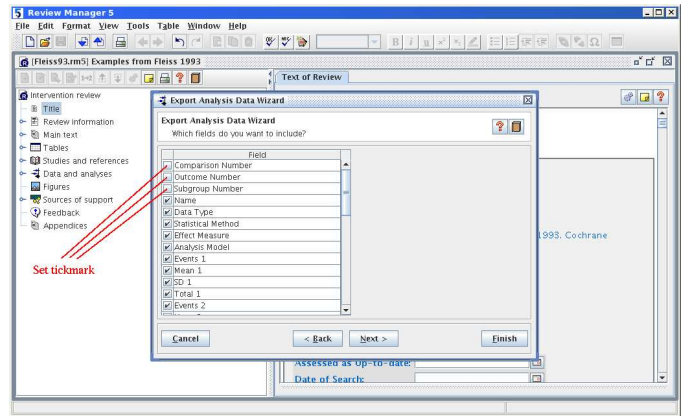 Review Manager 5
File Edit Format View Tools Table Window Help
[Fleiss93.rm5] Examples from Fleiss 1993
Text of Review
Intervention review
Title
Review information
Main text
Tables
Studies and references
Data and analyses
Figures
Sources of support
Feedback
Appendices
Export Analysis Data Wizard
Export Analysis Data Wizard
Which fields do you want to include?
Field
Comparison Number
Outcome Number
Subgroup Number
Name
Data Type
Statistical Method
Effect Measure
Analysis Model
Events 1
Mean 1
SD 1
Total 1
Events 2
Set tickmark
1993. Cochrane
Cancel < Back Next > Finish
Assessed as Up-to-date:
Date of Search: